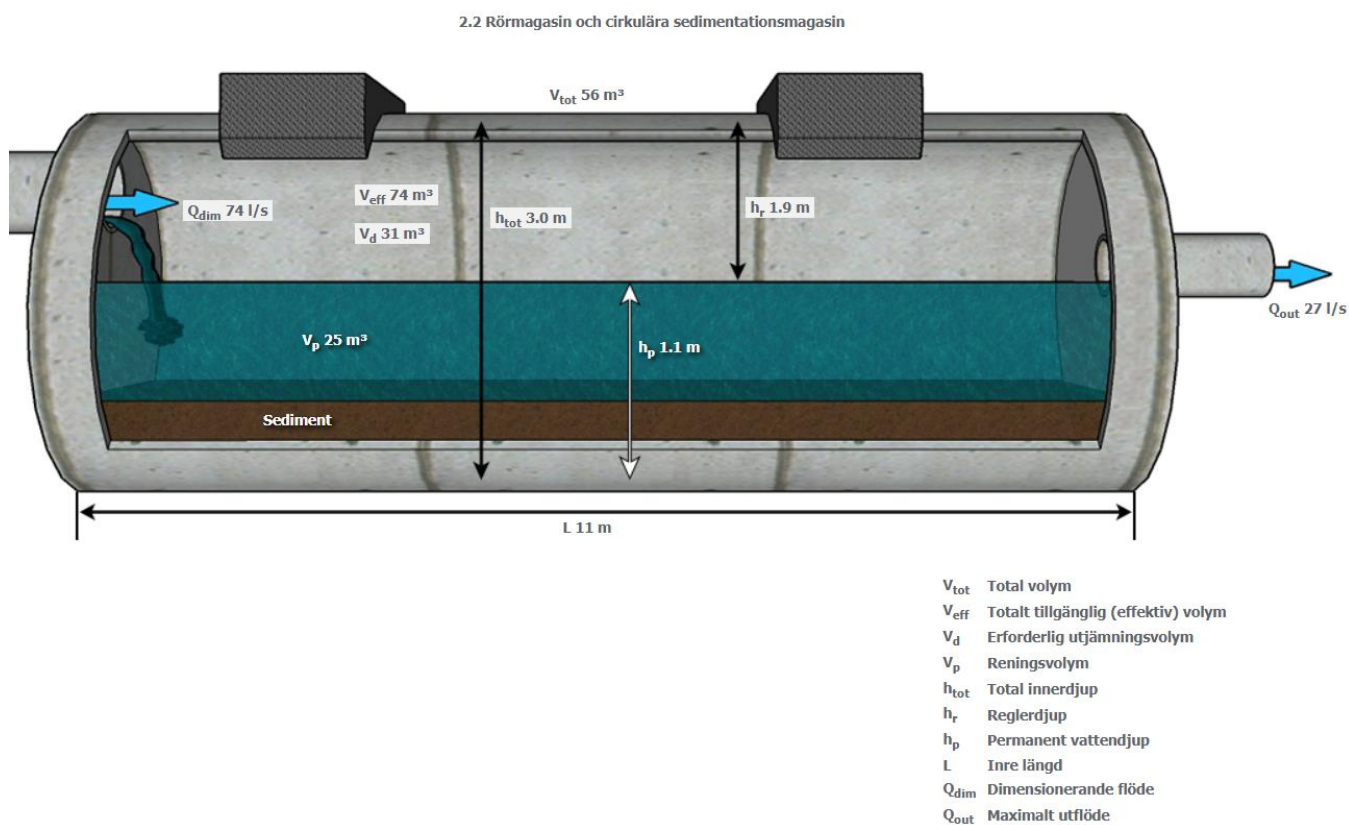 2.2 Rörmagasin och cirkulära sedimentationsmagasin
V_tot 56 m³
Q_dim 74 l/s
V_eff 74 m³
V_d 31 m³
h_tot 3.0 m
h_r 1.9 m
Q_out 27 l/s
V_p 25 m³
h_p 1.1 m
Sediment
L 11 m
V_tot Total volym
V_eff Totalt tillgänglig (effektiv) volym
V_d Erforderlig utjämningsvolym
V_p Reningsvolym
h_tot Total innerdjup
h_r Reglerdjup
h_p Permanent vattendjup
L Inre längd
Q_dim Dimensionerande flöde
Q_out Maximalt utflöde